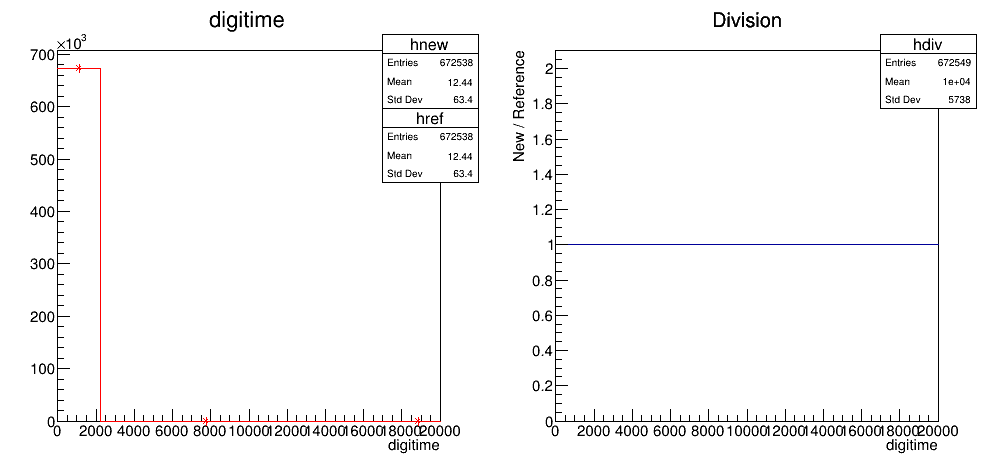 digitime
×10³
700
600
500
400
300
200
100
0
0 2000 4000 6000 8000 10000 12000 14000 16000 18000 20000
digitime
hnew
Entries 672538
Mean 12.44
Std Dev 63.4
href
Entries 672538
Mean 12.44
Std Dev 63.4
Division
New / Reference
2
1.8
1.6
1.4
1.2
1
0.8
0.6
0.4
0.2
0
0 2000 4000 6000 8000 10000 12000 14000 16000 18000 20000
digitime
hdiv
Entries 672549
Mean 1e+04
Std Dev 5738